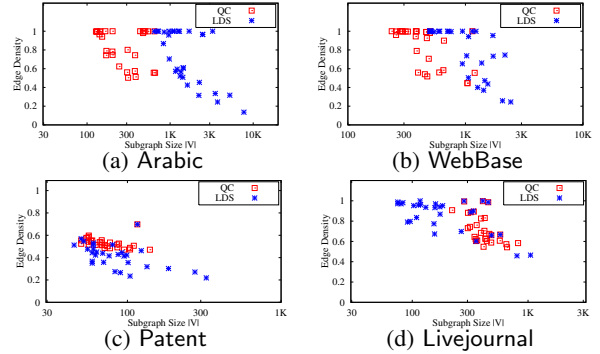 QC
LDS
Edge Density
1
0.8
0.6
0.4
0.2
0
30 100 300 1K 3K 10K
Subgraph Size |V|
(a) Arabic
QC
LDS
Edge Density
1
0.8
0.6
0.4
0.2
0
100 300 1K 3K 10K
Subgraph Size |V|
(b) WebBase
QC
LDS
Edge Density
1
0.8
0.6
0.4
0.2
0
30 100 1K
Subgraph Size |V|
(c) Patent
QC
LDS
Edge Density
1
0.8
0.6
0.4
0.2
0
30 100 300 1K 3K
Subgraph Size |V|
(d) Livejournal